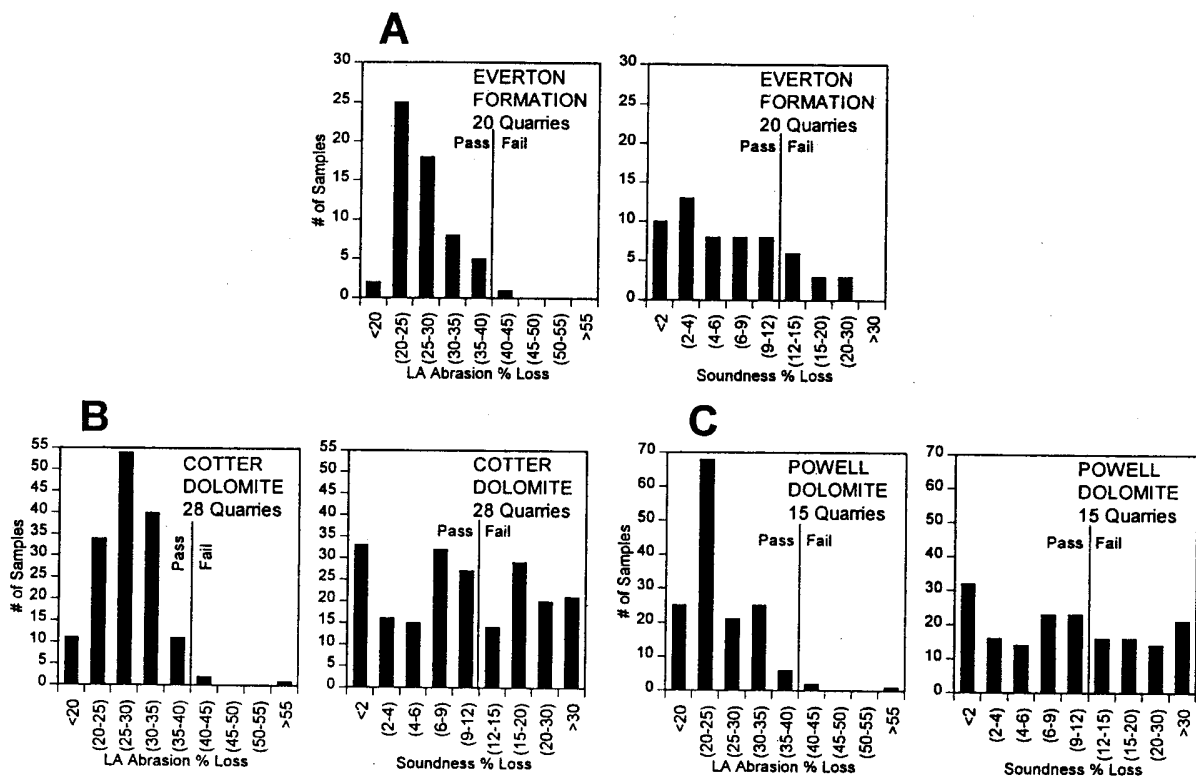 A
EVERTON
FORMATION
20 Quarries
Pass Fail
# of Samples
30
25
20
15
10
5
0
<20
(20-25)
(25-30)
(30-35)
(35-40)
(40-45)
(45-50)
(50-55)
>55
LA Abrasion % Loss
EVERTON
FORMATION
20 Quarries
Pass Fail
30
25
20
15
10
5
0
<2
(2-4)
(4-6)
(6-9)
(9-12)
(12-15)
(15-20)
(20-30)
>30
Soundness % Loss
B
COTTER
DOLOMITE
28 Quarries
Pass
Fail
# of Samples
55
50
45
40
35
30
25
20
15
10
5
0
<20
(20-25)
(25-30)
(30-35)
(35-40)
(40-45)
(45-50)
(50-55)
>55
LA Abrasion % Loss
COTTER
DOLOMITE
28 Quarries
Pass Fail
55
50
45
40
35
30
25
20
15
10
5
0
<2
(2-4)
(4-6)
(6-9)
(9-12)
(12-15)
(15-20)
(20-30)
>30
Soundness % Loss
C
POWELL
DOLOMITE
15 Quarries
Pass Fail
# of Samples
70
60
50
40
30
20
10
0
<20
(20-25)
(25-30)
(30-35)
(35-40)
(40-45)
(45-50)
(50-55)
>55
LA Abrasion % Loss
POWELL
DOLOMITE
15 Quarries
Pass Fail
70
60
50
40
30
20
10
0
<2
(2-4)
(4-6)
(6-9)
(9-12)
(12-15)
(15-20)
(20-30)
>30
Soundness % Loss